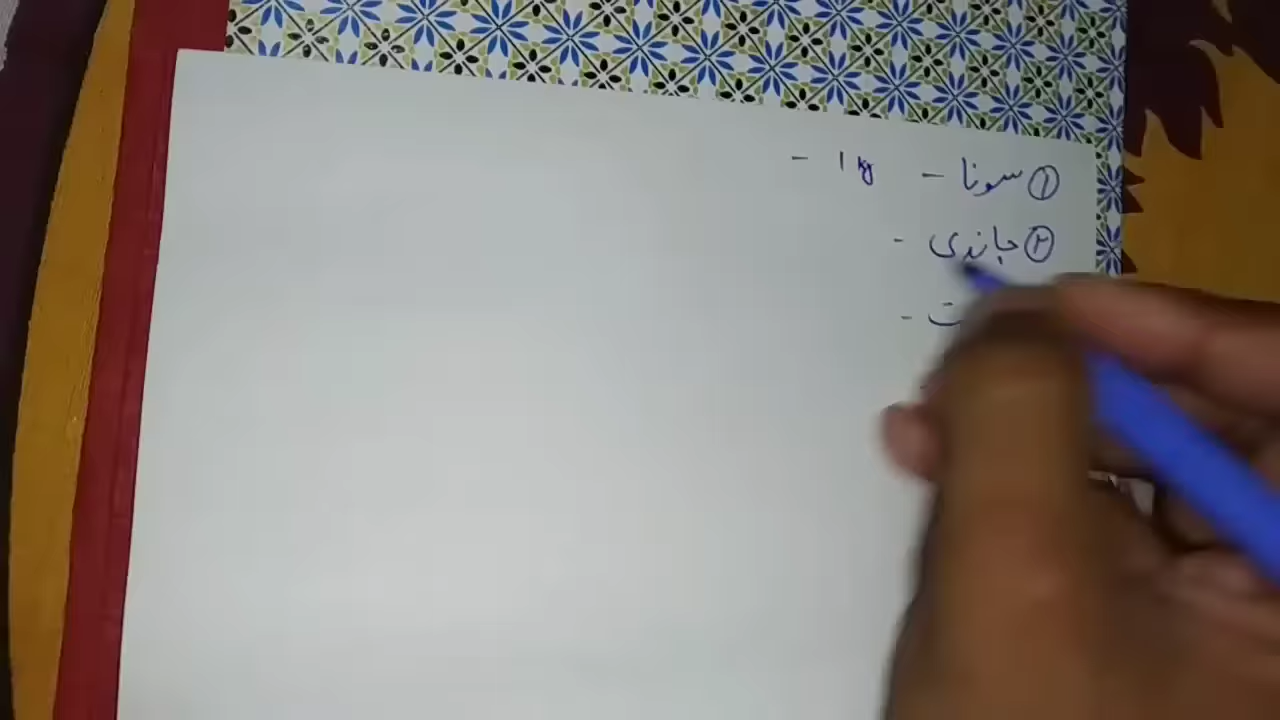 ① سونا - 1 kg -
② چاندی -